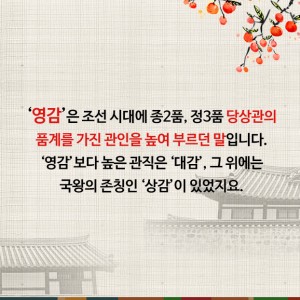 ‘영감’은 조선 시대에 종2품, 정3품 당상관의
품계를 가진 관인을 높여 부르던 말입니다.
‘영감’보다 높은 관직은 ‘대감’, 그 위에는
국왕의 존칭인 ‘상감’이 있었지요.